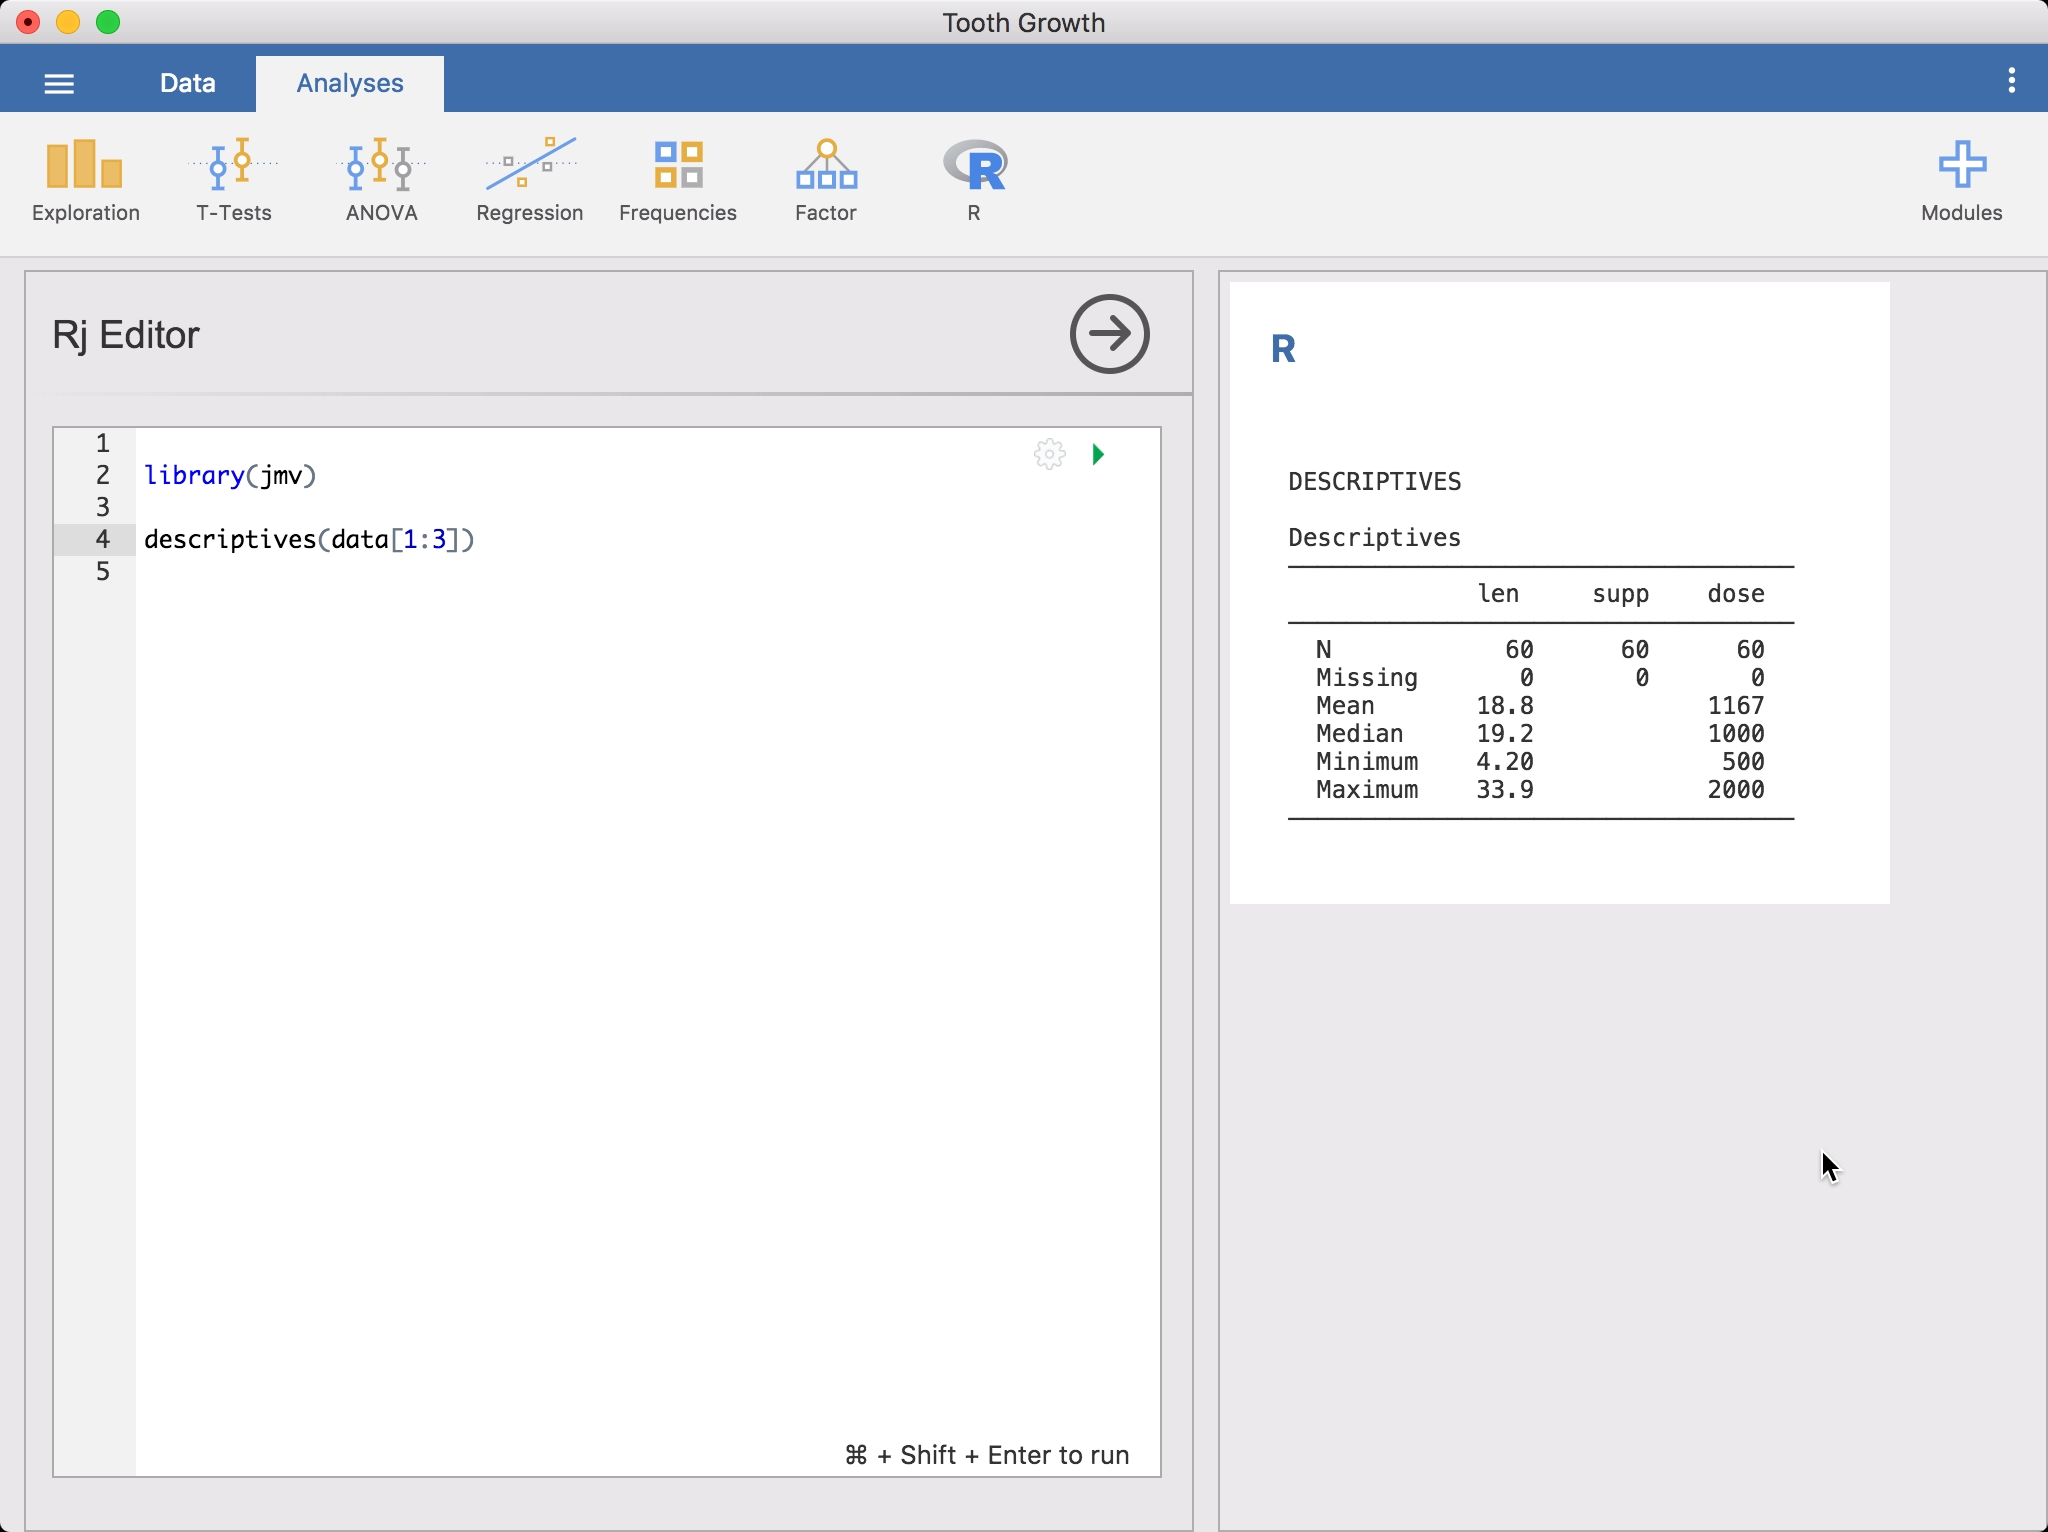 Tooth Growth
Data Analyses
Exploration T-Tests ANOVA Regression Frequencies Factor R Modules
Rj Editor
1
2 library(jmv)
3
4 descriptives(data[1:3])
5
⌘ + Shift + Enter to run
R
DESCRIPTIVES
Descriptives
len supp dose
N 60 60 60
Missing 0 0 0
Mean 18.8 1167
Median 19.2 1000
Minimum 4.20 500
Maximum 33.9 2000